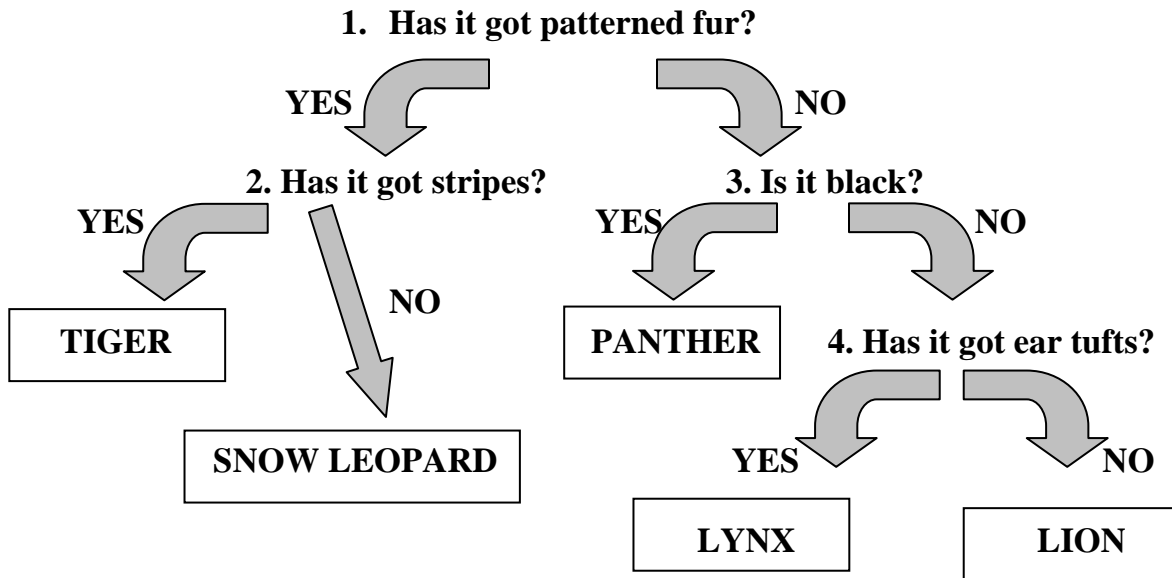 1. Has it got patterned fur?
YES
NO
2. Has it got stripes?
3. Is it black?
YES
YES
NO
NO
TIGER
PANTHER
4. Has it got ear tufts?
SNOW LEOPARD
YES
NO
LYNX
LION